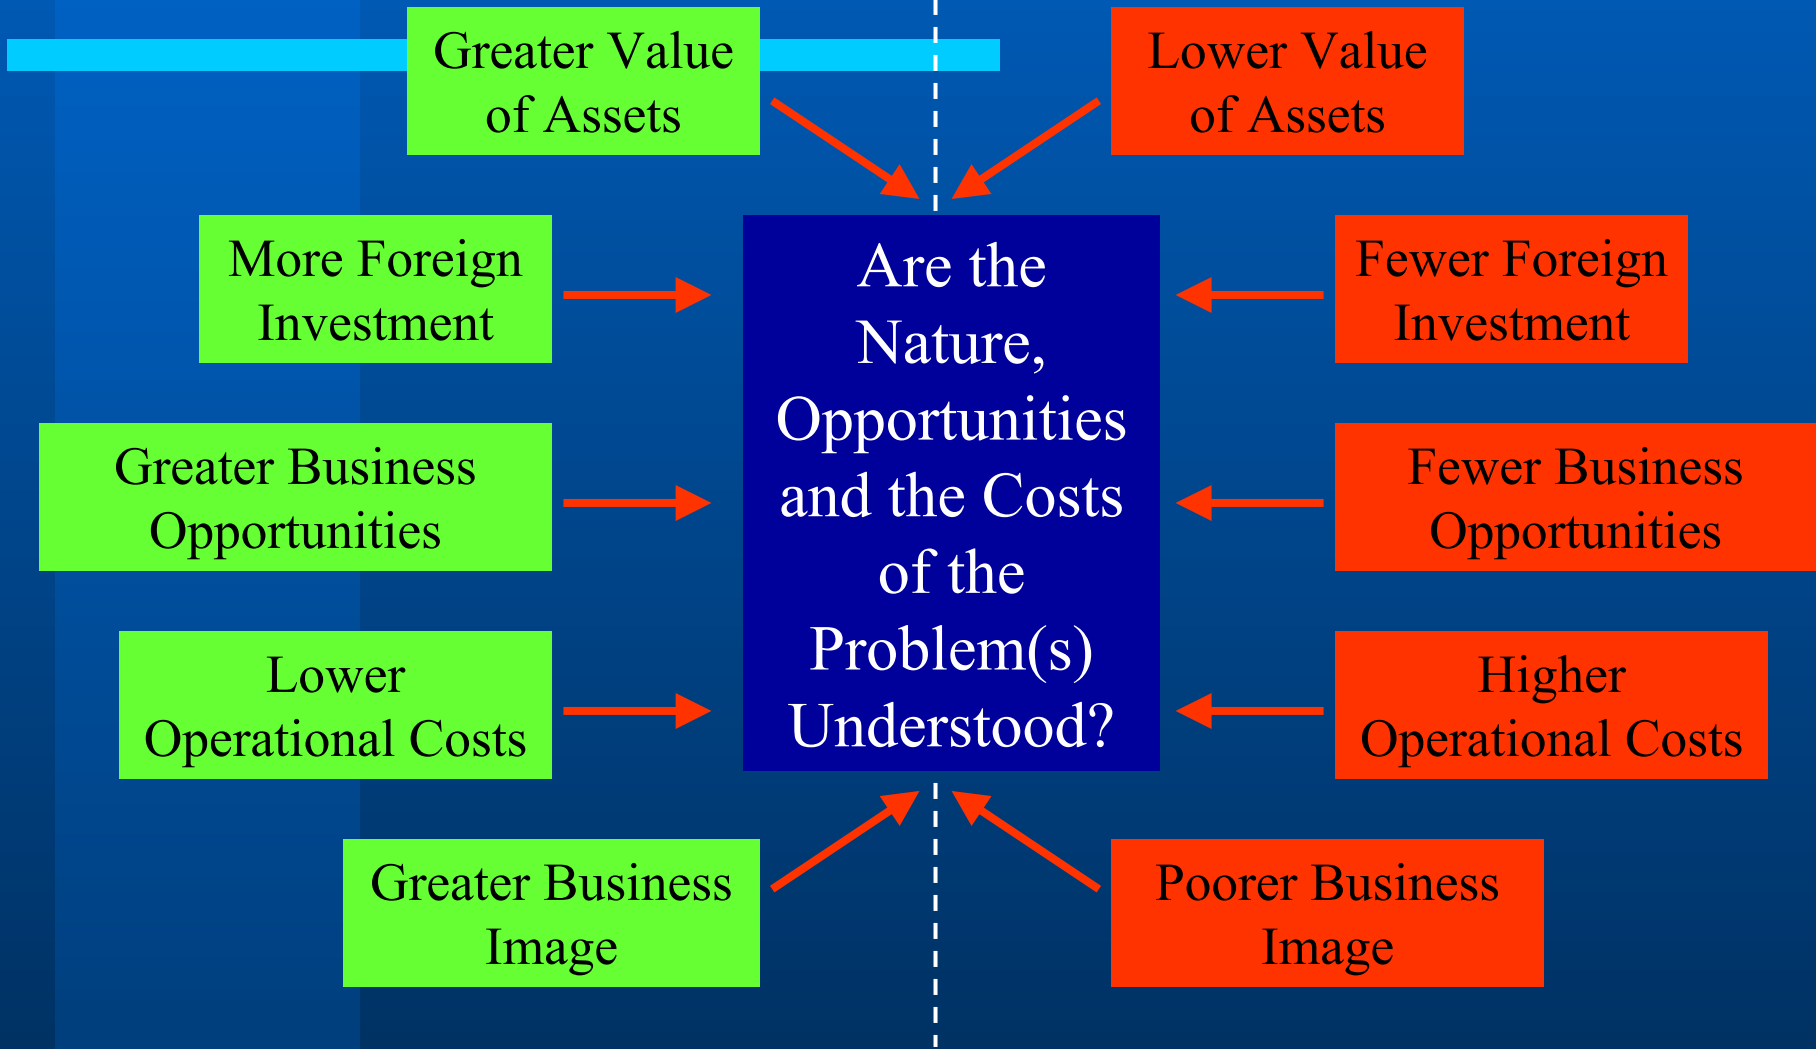 Greater Value
of Assets
Lower Value
of Assets
More Foreign
Investment
Are the
Nature,
Opportunities
and the Costs
of the
Problem(s)
Understood?
Fewer Foreign
Investment
Greater Business
Opportunities
Fewer Business
Opportunities
Lower
Operational Costs
Higher
Operational Costs
Greater Business
Image
Poorer Business
Image